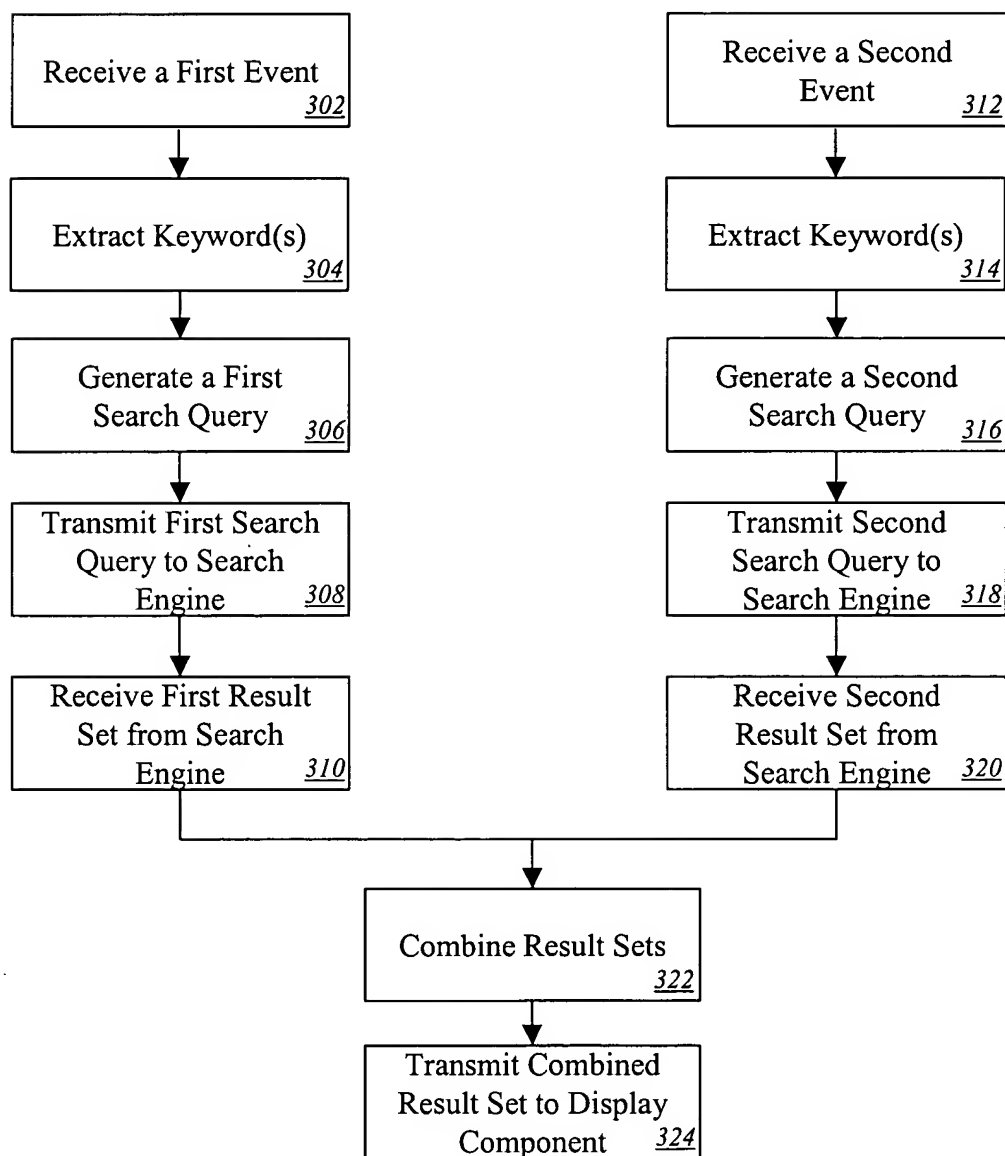 Receive a First Event
302
Extract Keyword(s)
304
Generate a First
Search Query
306
Transmit First Search
Query to Search
Engine
308
Receive First Result
Set from Search
Engine
310
Receive a Second
Event
312
Extract Keyword(s)
314
Generate a Second
Search Query
316
Transmit Second
Search Query to
Search Engine
318
Receive Second
Result Set from
Search Engine
320
Combine Result Sets
322
Transmit Combined
Result Set to Display
Component
324